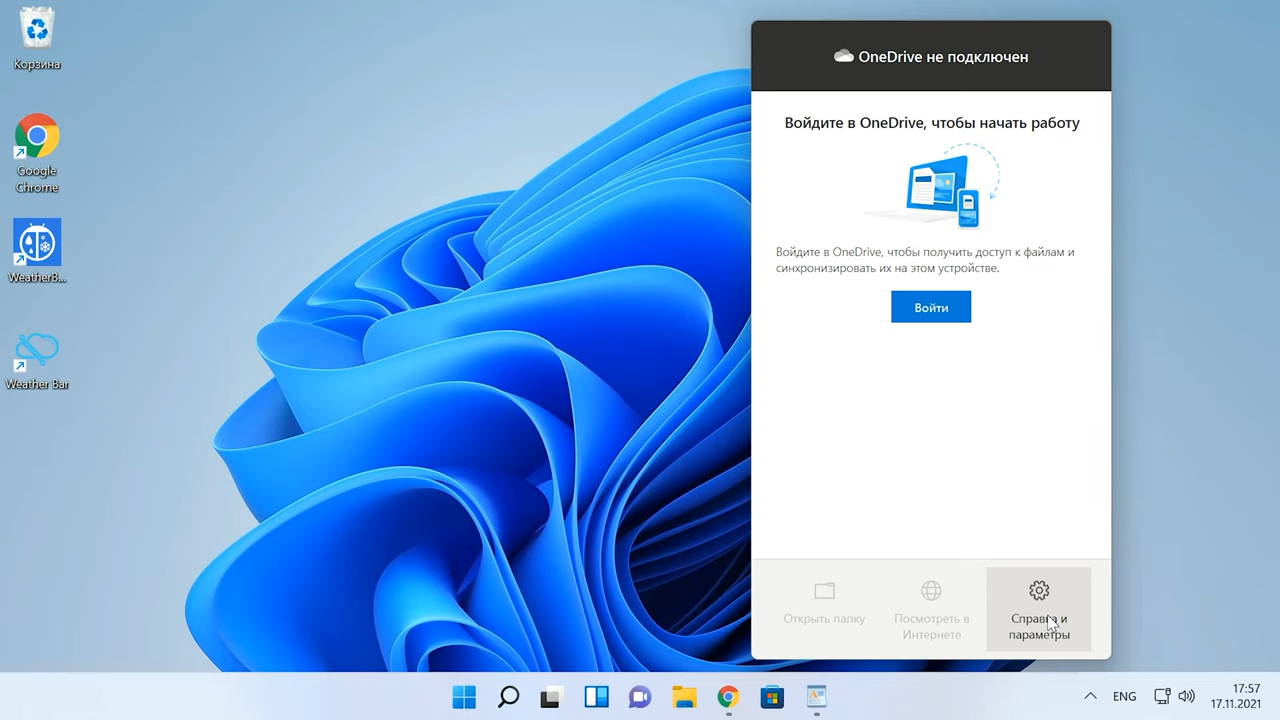 Корзина
Google
Chrome
WeatherB...
Weather Bar
OneDrive не подключен
Войдите в OneDrive, чтобы начать работу
Войдите в OneDrive, чтобы получить доступ к файлам и
синхронизировать их на этом устройстве.
Войти
Открыть папку
Посмотреть в
Интернете
Справка и
параметры
ENG
17:57
17.11.2021